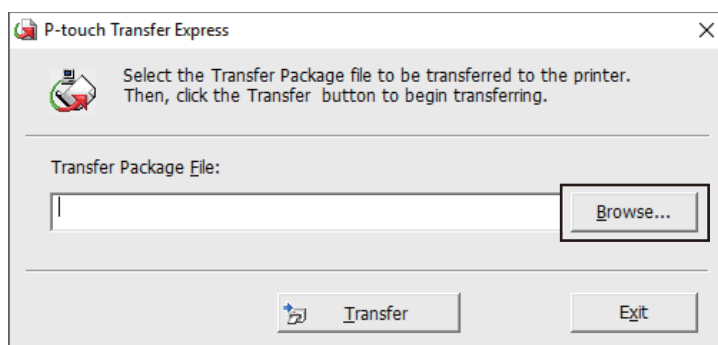 P-touch Transfer Express
Select the Transfer Package file to be transferred to the printer.
Then, click the Transfer button to begin transferring.
Transfer Package File:
Browse...
Transfer
Exit